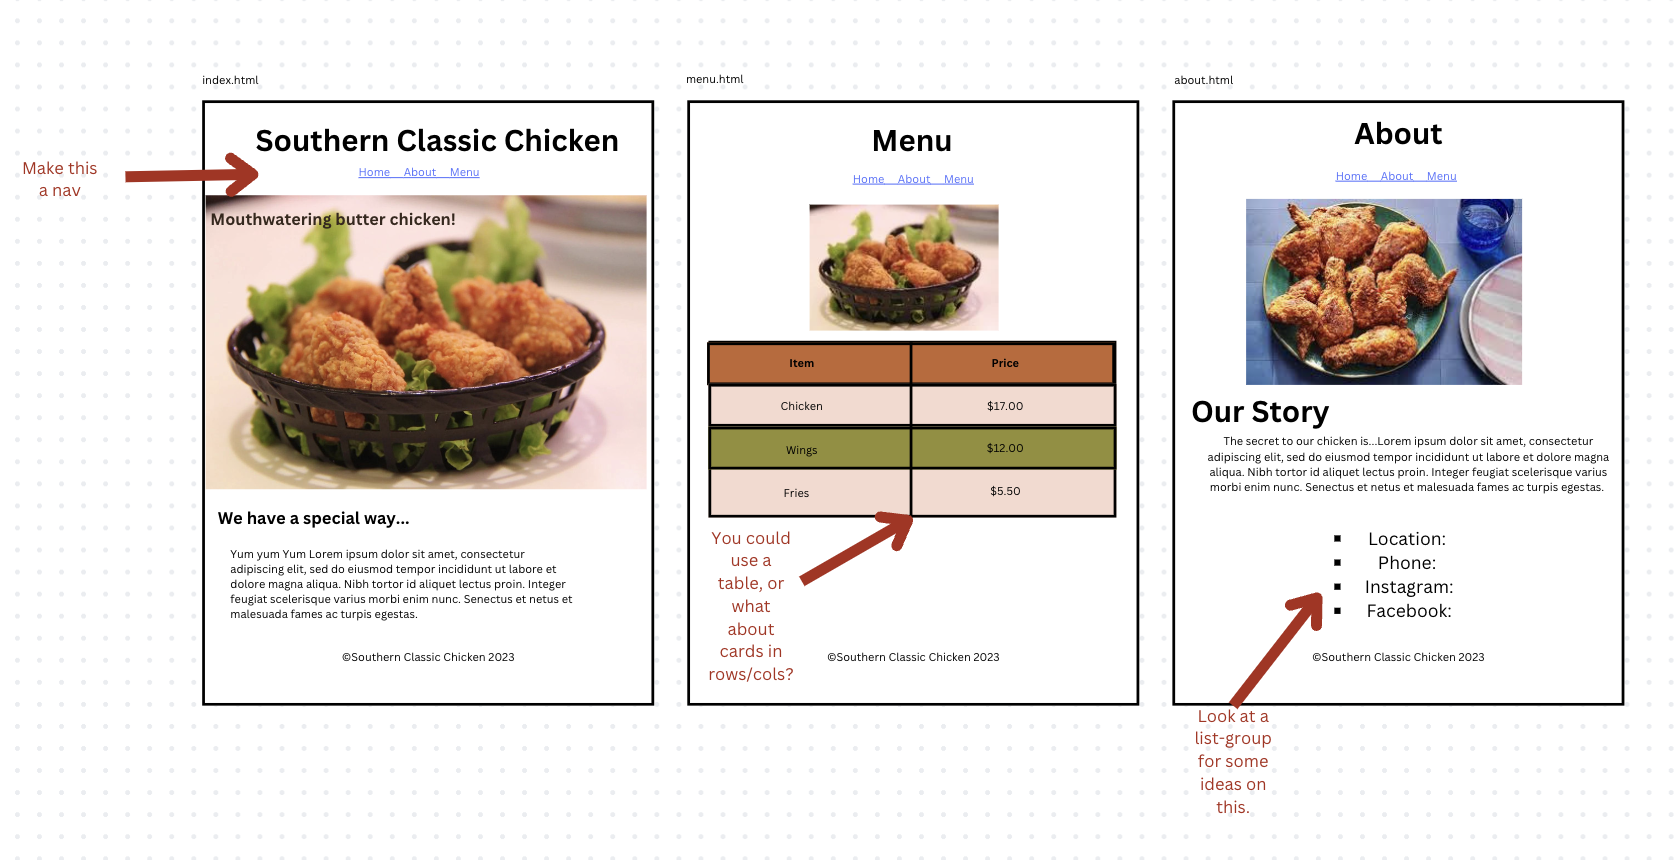 index.html
Make this
a nav
Southern Classic Chicken
Home About Menu
Mouthwatering butter chicken!
We have a special way...
Yum yum Yum Lorem ipsum dolor sit amet, consectetur
adipiscing elit, sed do eiusmod tempor incididunt ut labore et
dolore magna aliqua. Nibh tortor id aliquet lectus proin. Integer
feugiat scelerisque varius morbi enim nunc. Senectus et netus et
malesuada fames ac turpis egestas.
©Southern Classic Chicken 2023
menu.html
Menu
Home About Menu
Item Price
Chicken $17.00
Wings $12.00
Fries $5.50
You could
use a
table, or
what
about
cards in
rows/cols?
©Southern Classic Chicken 2023
about.html
About
Home About Menu
Our Story
The secret to our chicken is...Lorem ipsum dolor sit amet, consectetur
adipiscing elit, sed do eiusmod tempor incididunt ut labore et dolore magna
aliqua. Nibh tortor id aliquet lectus proin. Integer feugiat scelerisque varius
morbi enim nunc. Senectus et netus et malesuada fames ac turpis egestas.
Location:
Phone:
Instagram:
Facebook:
©Southern Classic Chicken 2023
Look at a
list-group
for some
ideas on
this.